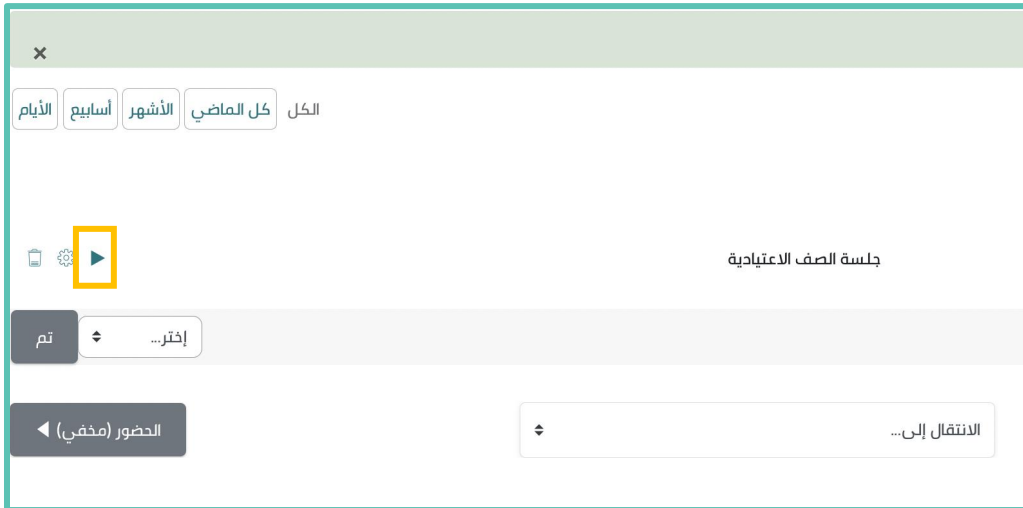 ×
الكل كل الماضي الأشهر أسابيع الأيام
جلسة الصف الاعتيادية
إختر... تم
الانتقال إلى... الحضور (مخفي)